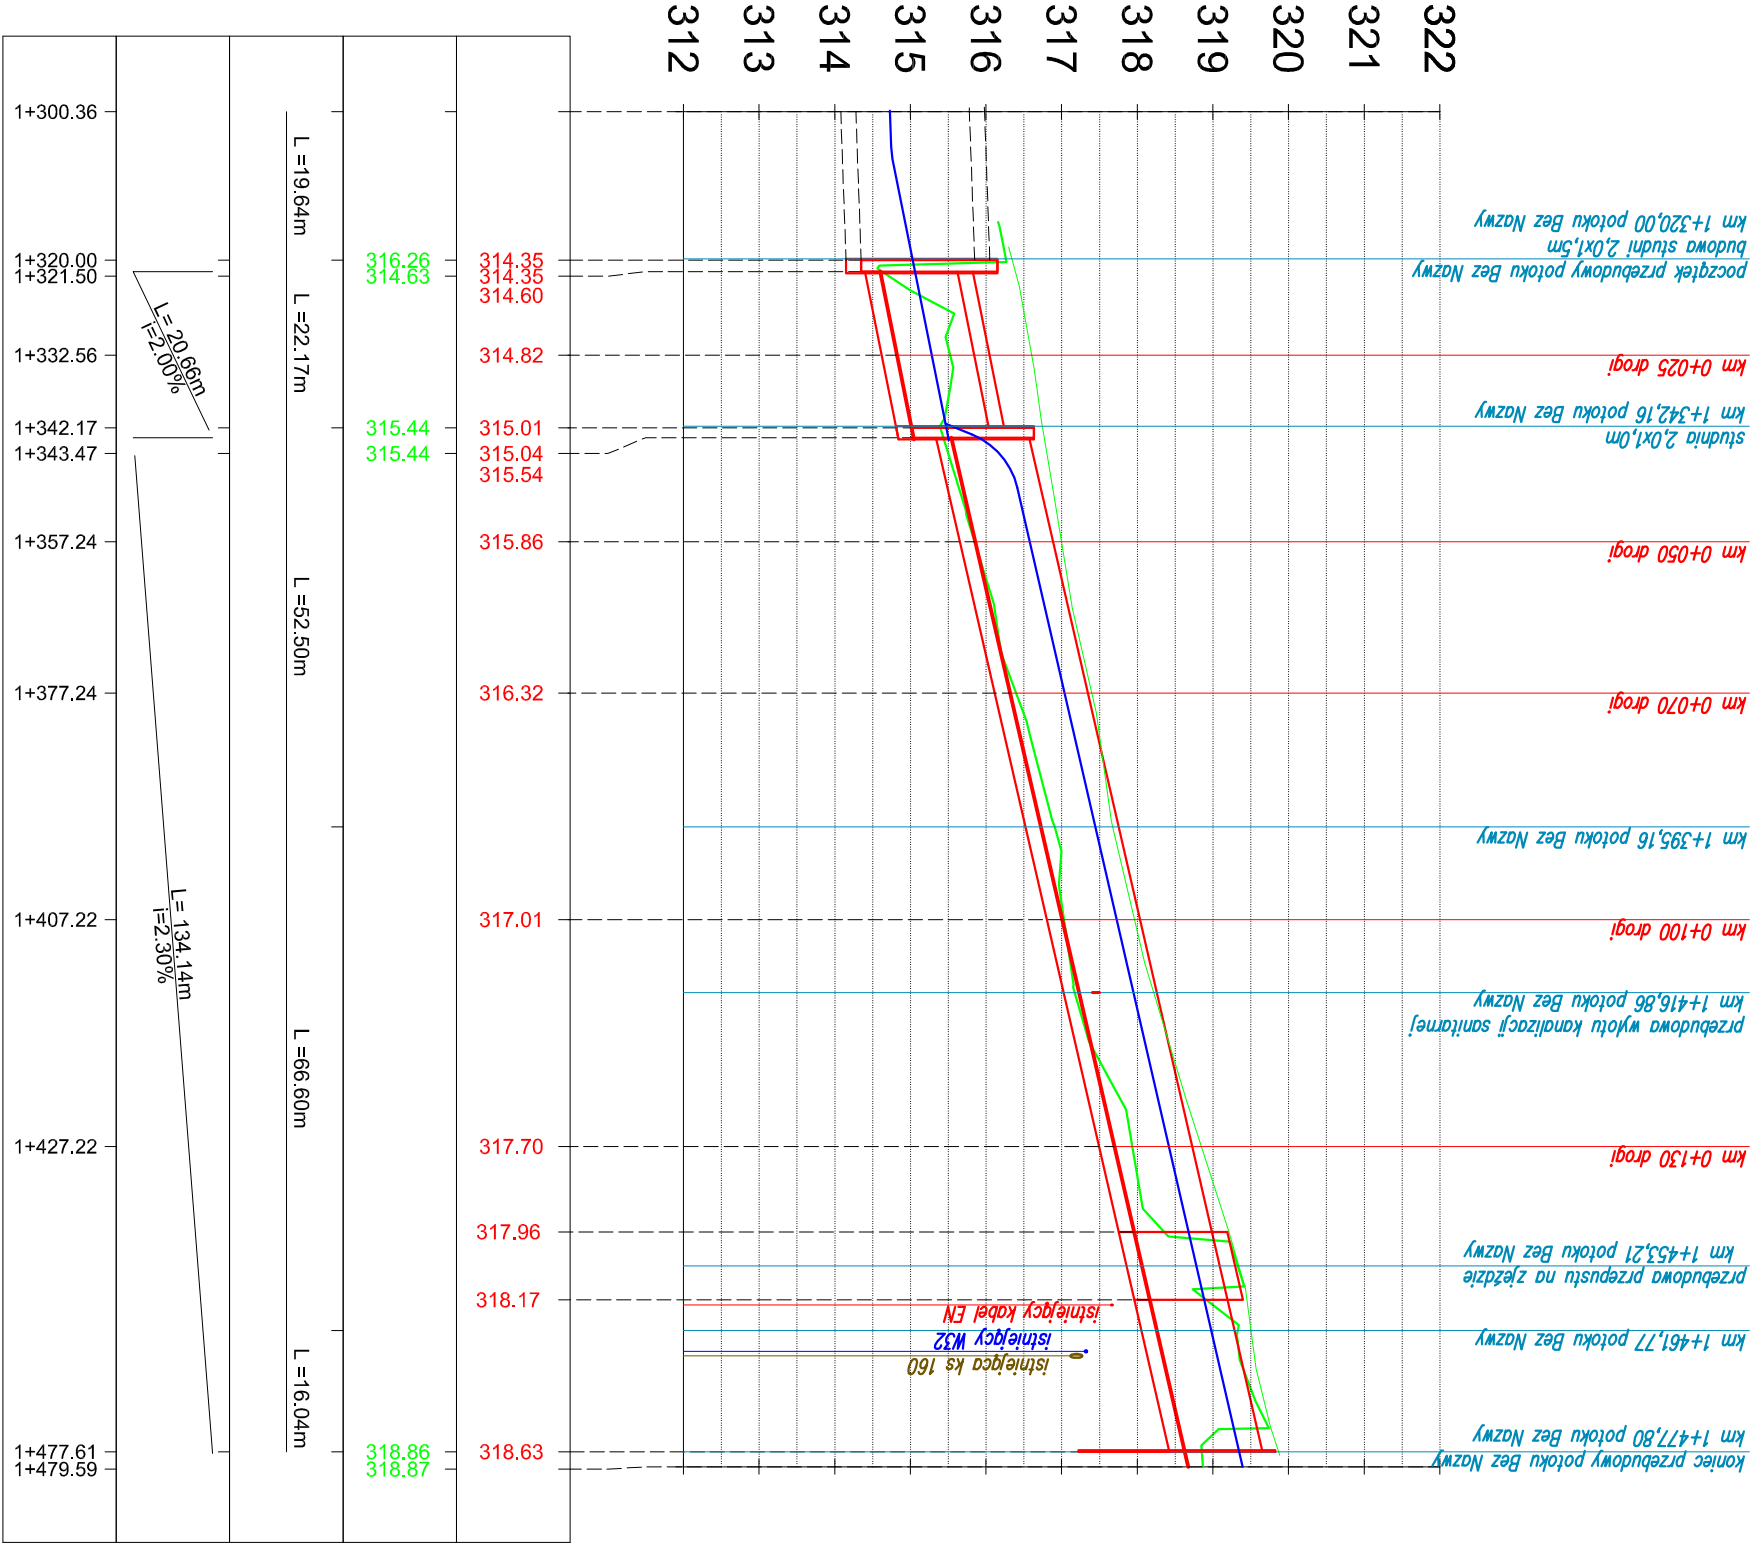 312
313
314
315
316
317
318
319
320
321
322
1+300.36
1+320.00
1+321.50
1+332.56
1+342.17
1+343.47
1+357.24
1+377.24
1+407.22
1+427.22
1+477.61
1+479.59
L= 20.66m
i=2.00%
L= 134.14m
i=2.30%
L =19.64m
L =22.17m
L =52.50m
L =66.60m
L =16.04m
316.26
314.63
315.44
315.44
318.86
318.87
314.35
314.35
314.60
314.82
315.01
315.04
315.54
315.86
316.32
317.01
317.70
317.96
318.17
318.63
początek przebudowy potoku Bez Nazwy
budowa studni 2,0x1,5m
km 1+320,00 potoku Bez Nazwy
km 0+025 drogi
studnia 2,0x1,0m
km 1+342,16 potoku Bez Nazwy
km 0+050 drogi
km 0+070 drogi
km 1+395,16 potoku Bez Nazwy
km 0+100 drogi
przebudowa wylotu kanalizacji sanitarnej
km 1+416,86 potoku Bez Nazwy
km 0+130 drogi
przebudowa przepustu na zjeździe
km 1+453,21 potoku Bez Nazwy
istniejący kabel EN
km 1+461,77 potoku Bez Nazwy
istniejący W32
istniejąca ks 160
koniec przebudowy potoku Bez Nazwy
km 1+477,80 potoku Bez Nazwy